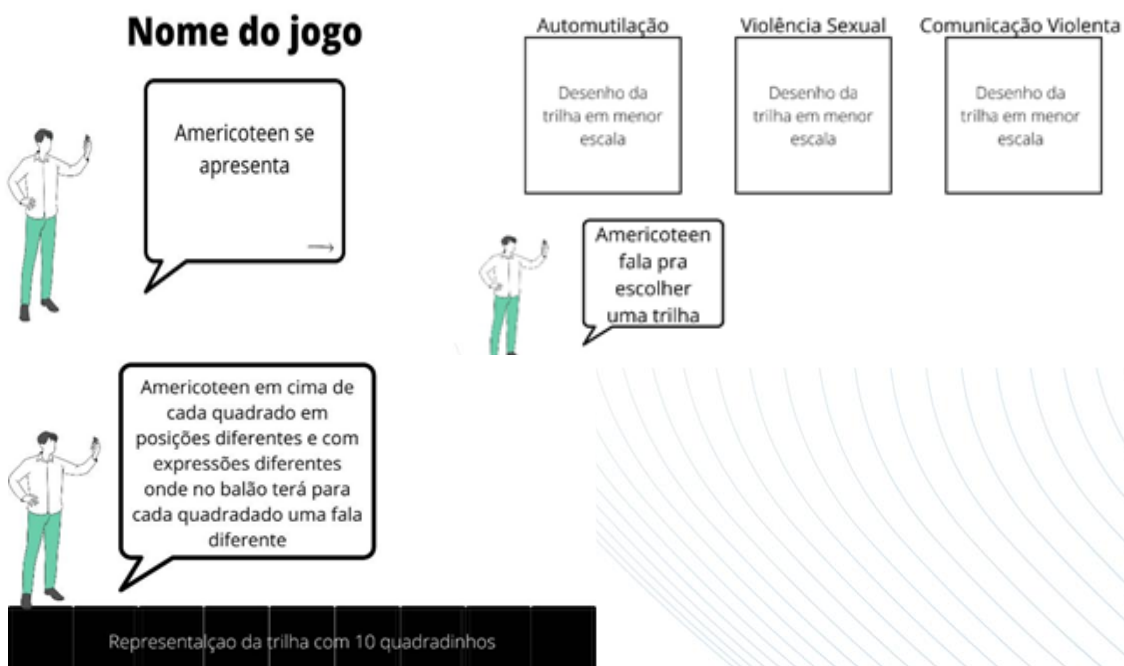 Nome do jogo
Americoteen se
apresenta
Automutilação
Violência Sexual
Comunicação Violenta
Desenho da
trilha em menor
escala
Desenho da
trilha em menor
escala
Desenho da
trilha em menor
escala
Americoteen
fala pra
escolher
uma trilha
Americoteen em cima de
cada quadrado em
posições diferentes e com
expressões diferentes
onde no balão terá para
cada quadradado uma fala
diferente
Representalçao da trilha com 10 quadradinhos